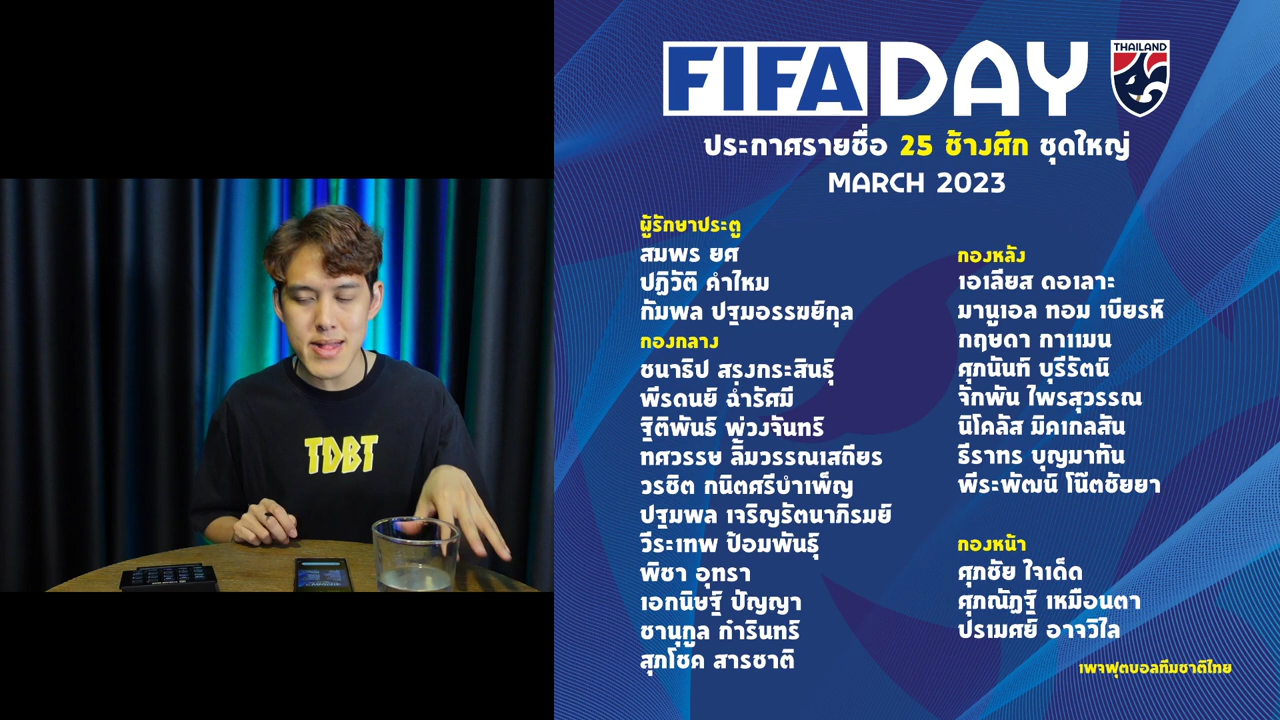 FIFA DAY
THAILAND
ประกาศรายชื่อ 25 ช้างศึก ชุดใหญ่
MARCH 2023
ผู้รักษาประตู
สมพร ยศ
ปฏิวัติ คำไหม
กัมพล ปฐมอรรฆย์กุล
กองกลาง
ชนาธิป สรงกระสินธุ์
พีรดนย์ ฉ่ำรัศมี
ฐิติพันธ์ พ่วงจันทร์
ทศวรรษ ลิ้มวรรณเสถียร
วรชิต กนิตศรีบำเพ็ญ
ปฐมพล เจริญรัตนาภิรมย์
วีระเทพ ป้อมพันธุ์
พิชา อุทรา
เอกนิษฐ์ ปัญญา
ชานุกูล ก๋ารินทร์
สุภโชค สารชาติ
กองหลัง
เอเลียส ดอเลาะ
มานูเอล ทอม เบียรห์
กฤษดา กาแมน
ศุภนันท์ บุรีรัตน์
จักพัน ไพรสุวรรณ
นิโคลัส มิคเกลสัน
ธีราทร บุญมาทัน
พีระพัฒน์ โน๊ตชัยยา
กองหน้า
ศุภชัย ใจเด็ด
ศุภณัฏฐ์ เหมือนตา
ปรเมศย์ อาจวิไล
เพจฟุตบอลทีมชาติไทย
TDBT